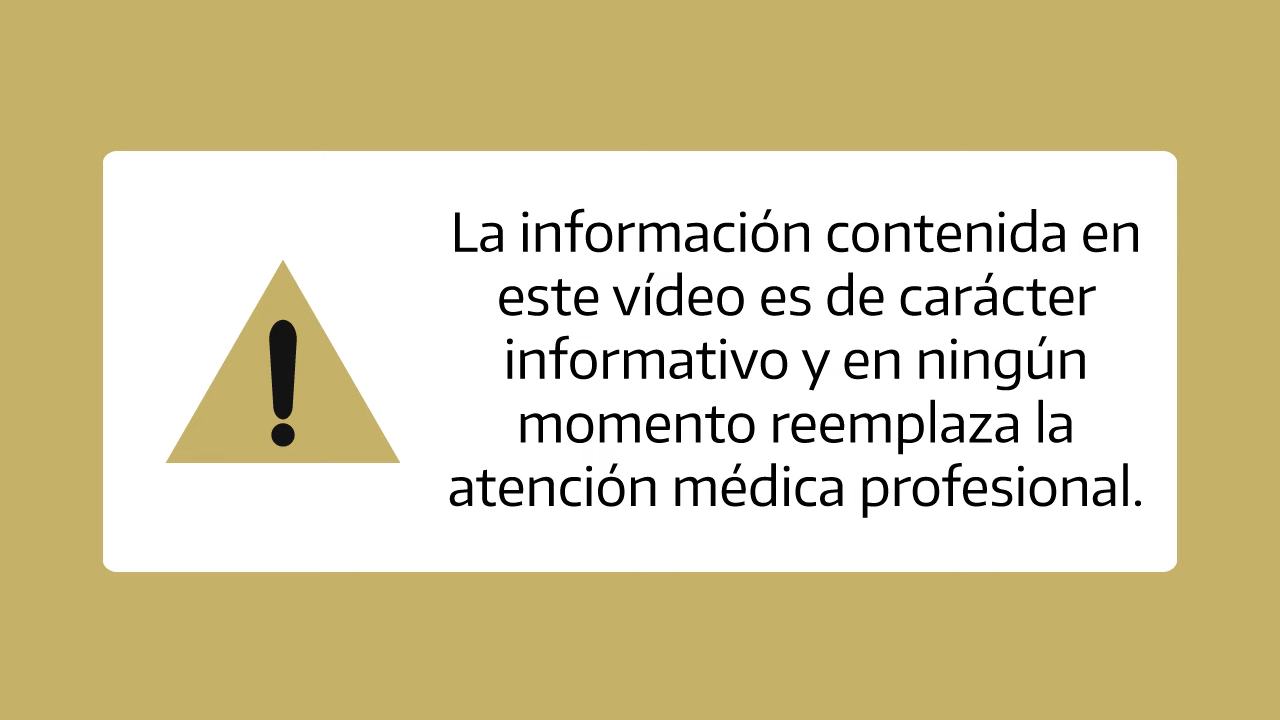 La información contenida en
este vídeo es de carácter
informativo y en ningún
momento reemplaza la
atención médica profesional.